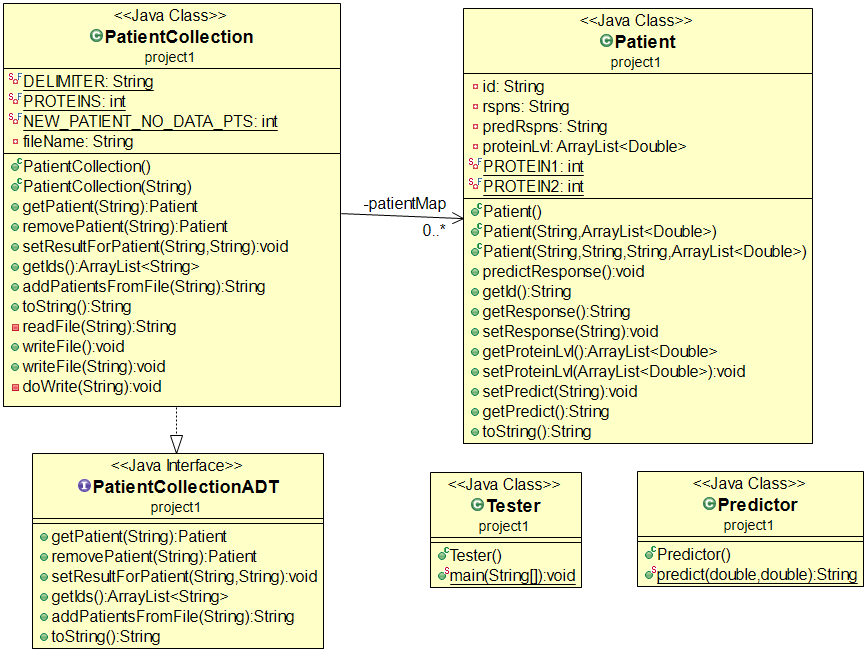 <<Java Class>>
PatientCollection
project1
DELIMITER: String
PROTEINS: int
NEW_PATIENT_NO_DATA_PTS: int
fileName: String
PatientCollection()
PatientCollection(String)
getPatient(String):Patient
removePatient(String):Patient
setResultForPatient(String,String):void
getIds():ArrayList<String>
addPatientsFromFile(String):String
toString():String
readFile(String):String
writeFile():void
writeFile(String):void
doWrite(String):void
-patientMap
0..*
<<Java Class>>
Patient
project1
id: String
rspns: String
predRspns: String
proteinLvl: ArrayList<Double>
PROTEIN1: int
PROTEIN2: int
Patient()
Patient(String,ArrayList<Double>)
Patient(String,String,String,ArrayList<Double>)
predictResponse():void
getId():String
getResponse():String
setResponse(String):void
getProteinLvl():ArrayList<Double>
setProteinLvl(ArrayList<Double>):void
setPredict(String):void
getPredict():String
toString():String
<<Java Interface>>
PatientCollectionADT
project1
getPatient(String):Patient
removePatient(String):Patient
setResultForPatient(String,String):void
getIds():ArrayList<String>
addPatientsFromFile(String):String
toString():String
<<Java Class>>
Tester
project1
Tester()
main(String[]):void
<<Java Class>>
Predictor
project1
Predictor()
predict(double,double):String